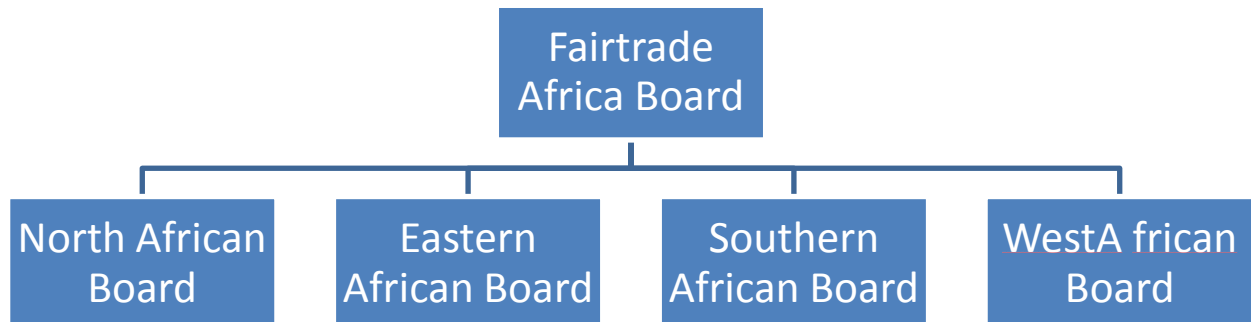 Fairtrade
Africa Board
North African
Board
Eastern
African Board
Southern
African Board
WestA frican
Board